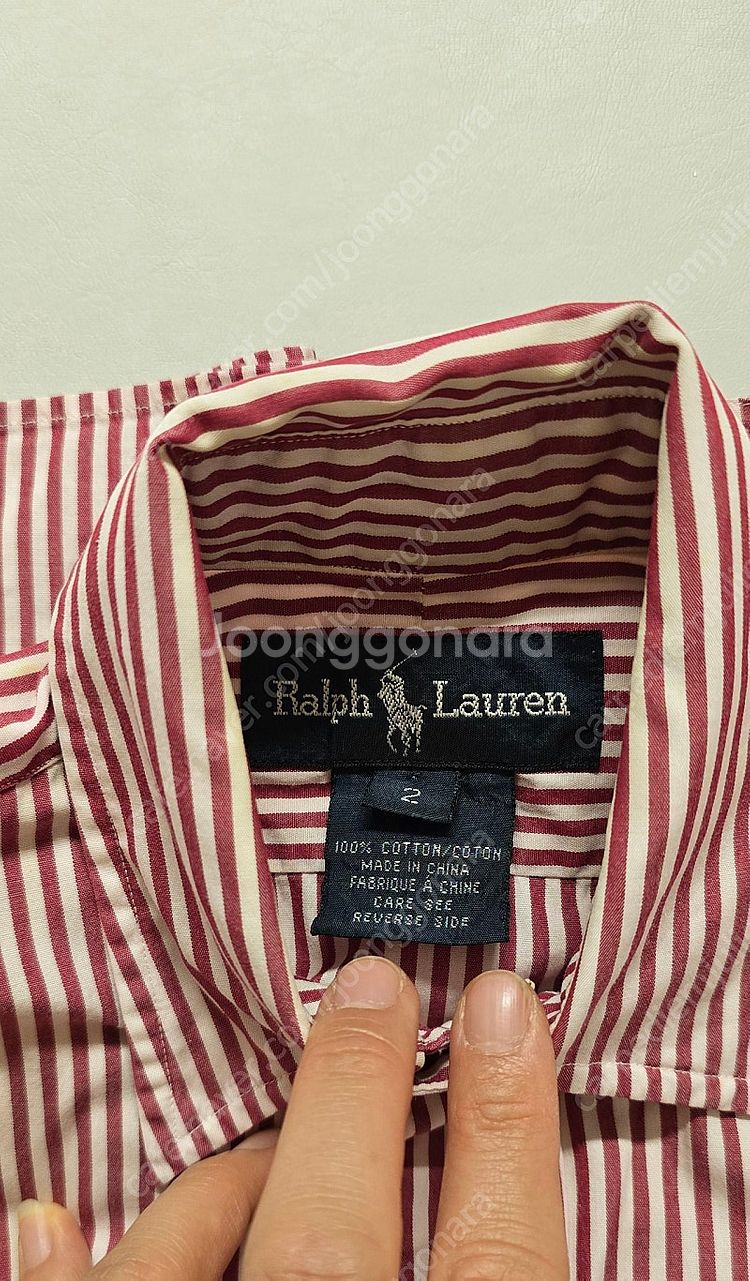 Joonggonara
Ralph Lauren
2
100% COTTON/COTON
MADE IN CHINA
FABRIQUE À CHINE
CARE SEE
REVERSE SIDE